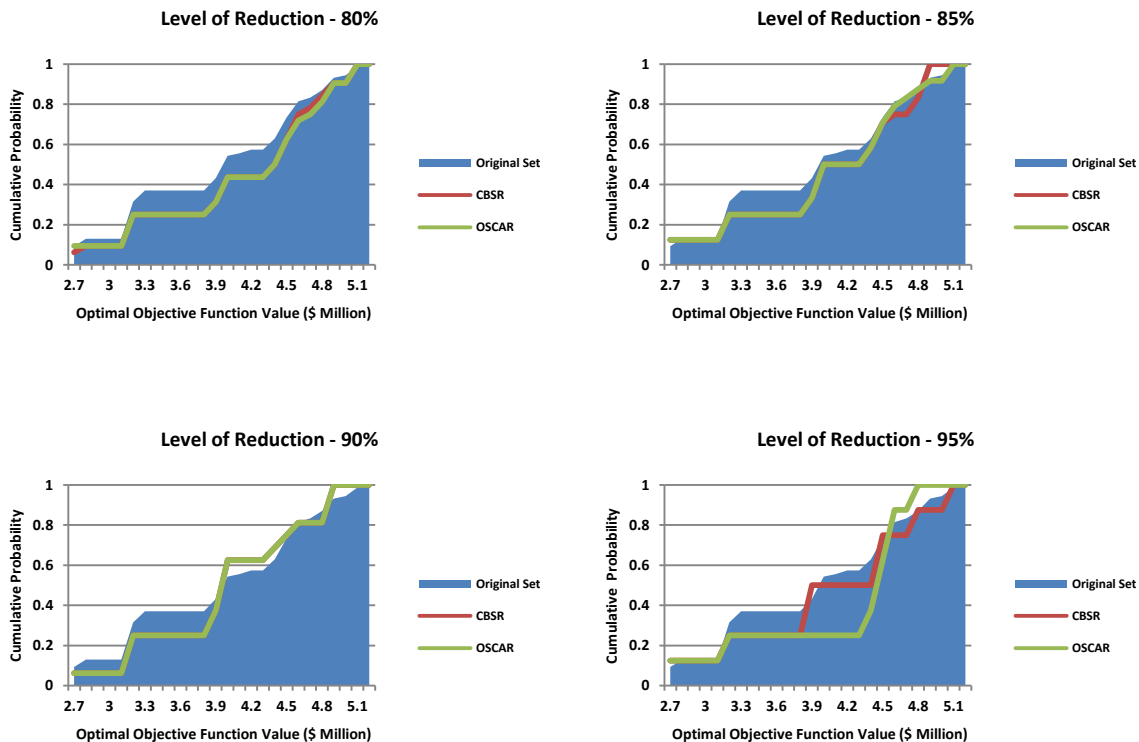 Level of Reduction - 80%
Cumulative Probability
1
0.8
0.6
0.4
0.2
0
2.7 3 3.3 3.6 3.9 4.2 4.5 4.8 5.1
Optimal Objective Function Value ($ Million)
Original Set
CBSR
OSCAR
Level of Reduction - 85%
Cumulative Probability
1
0.8
0.6
0.4
0.2
0
2.7 3 3.3 3.6 3.9 4.2 4.5 4.8 5.1
Optimal Objective Function Value ($ Million)
Original Set
CBSR
OSCAR
Level of Reduction - 90%
Cumulative Probability
1
0.8
0.6
0.4
0.2
0
2.7 3 3.3 3.6 3.9 4.2 4.5 4.8 5.1
Optimal Objective Function Value ($ Million)
Original Set
CBSR
OSCAR
Level of Reduction - 95%
Cumulative Probability
1
0.8
0.6
0.4
0.2
0
2.7 3 3.3 3.6 3.9 4.2 4.5 4.8 5.1
Optimal Objective Function Value ($ Million)
Original Set
CBSR
OSCAR